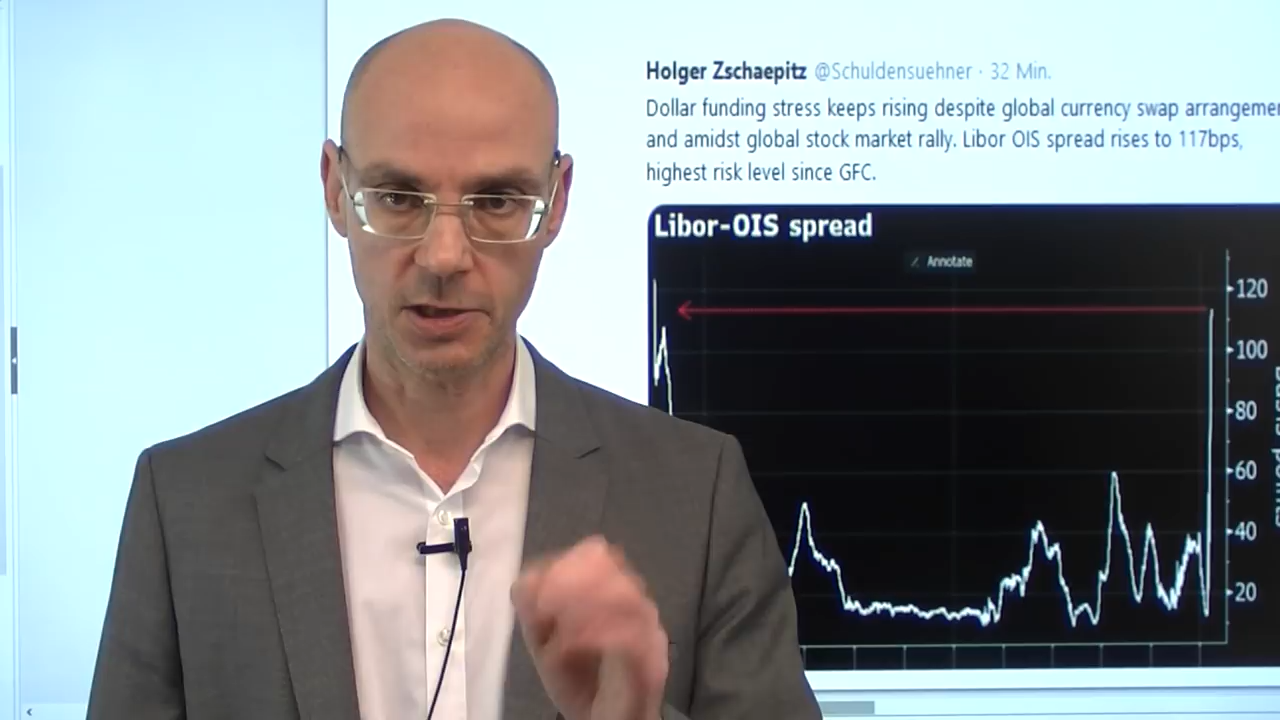 Holger Zschaepitz @Schuldensuehner · 32 Min.
Dollar funding stress keeps rising despite global currency swap
and amidst global stock market rally. Libor OIS spread rises to 117bps,
highest risk level since GFC.
Libor-OIS spread
Annotate
120
100
80
60
40
20